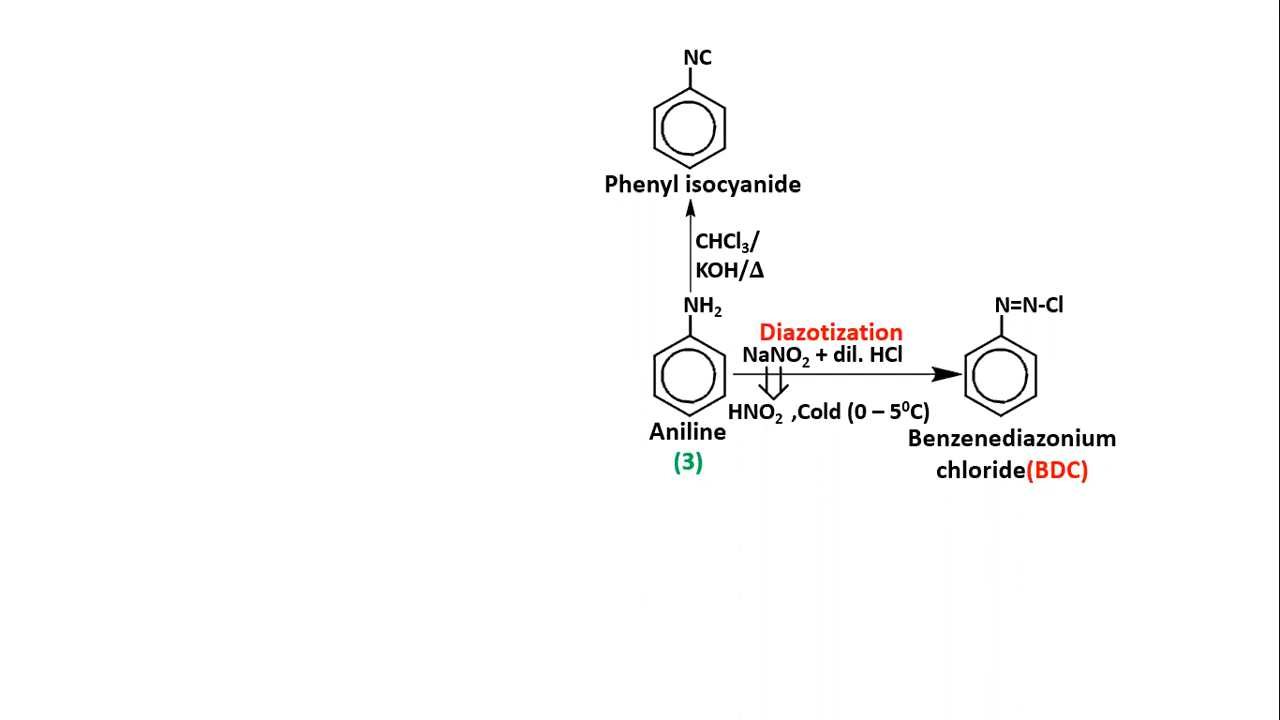 NC
Phenyl isocyanide
CHCl₃/
KOH/Δ
NH₂
N=N-Cl
Diazotization
NaNO₂ + dil. HCl
HNO₂ ,Cold (0 – 5⁰C)
Aniline
(3)
Benzenediazonium
chloride(BDC)